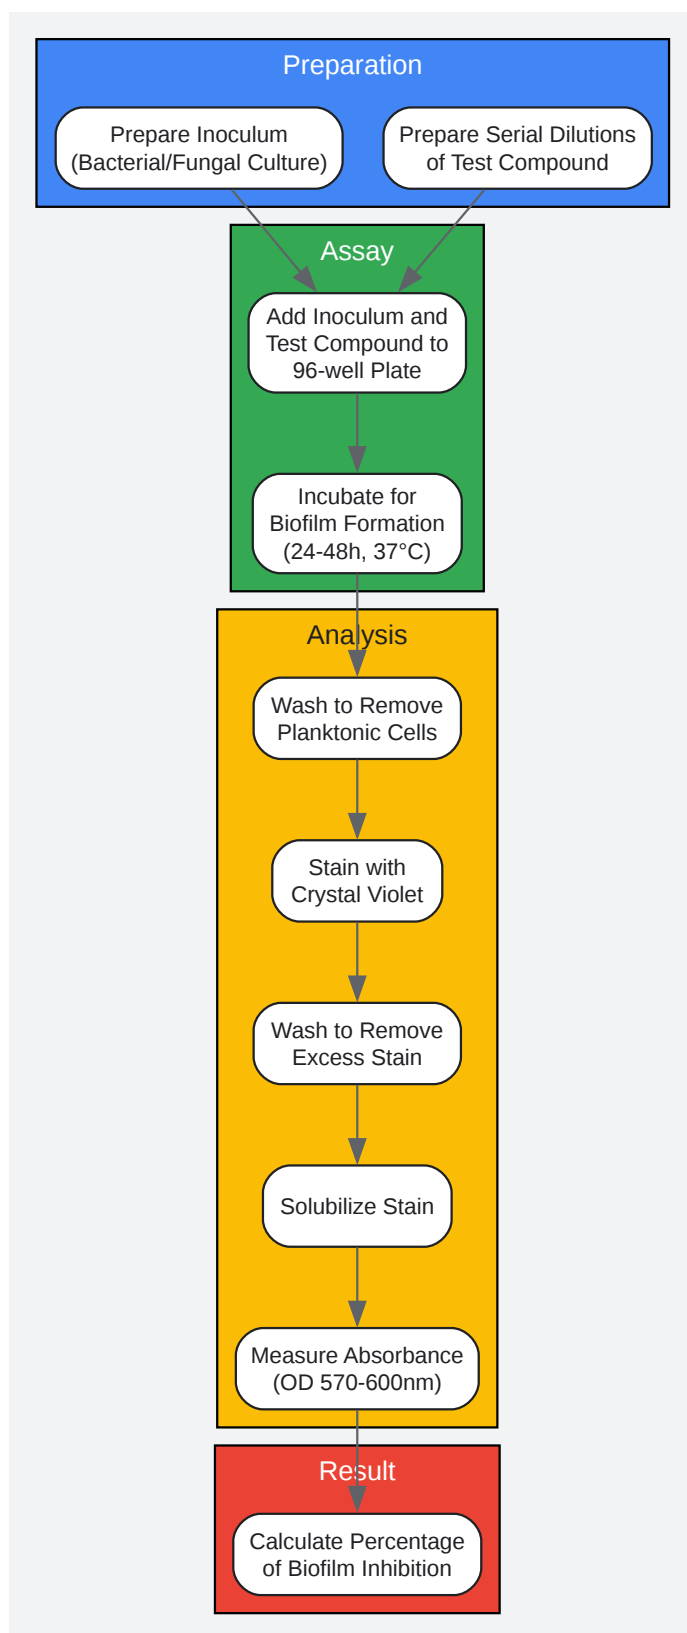 Preparation
Prepare Inoculum
(Bacterial/Fungal Culture)
Prepare Serial Dilutions
of Test Compound
Assay
Add Inoculum and
Test Compound to
96-well Plate
Incubate for
Biofilm Formation
(24-48h, 37°C)
Analysis
Wash to Remove
Planktonic Cells
Stain with
Crystal Violet
Wash to Remove
Excess Stain
Solubilize Stain
Measure Absorbance
(OD 570-600nm)
Result
Calculate Percentage
of Biofilm Inhibition